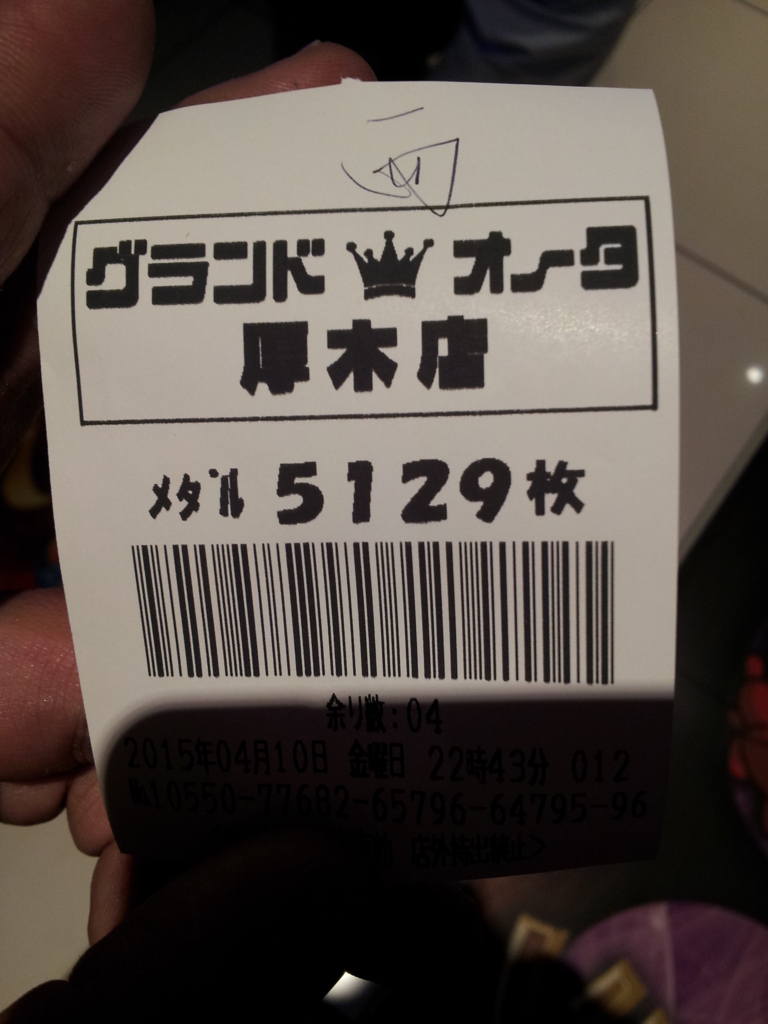 グランド オータ
厚木店
メダル 5129枚
余り数:04
2015年04月10日 金曜日 22時43分 012
№10550-77682-65796-64795-96
店外持出禁止>